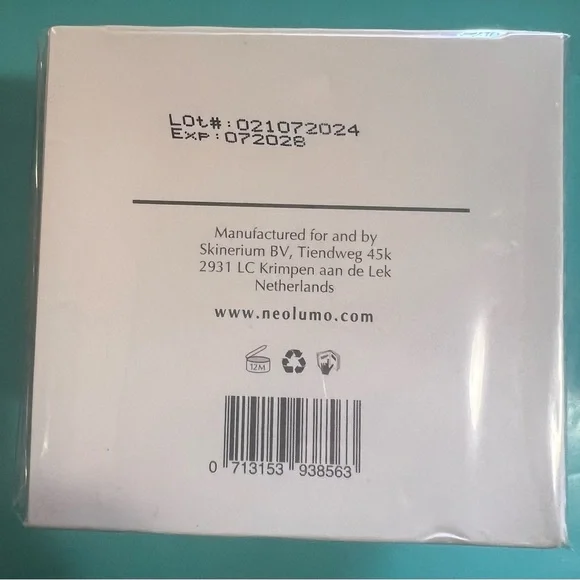 Lot#:021072024
Exp:072028
Manufactured for and by
Skinerium BV, Tiendweg 45k
2931 LC Krimpen aan de Lek
Netherlands
www.neolumo.com
12M
0 713153 938563